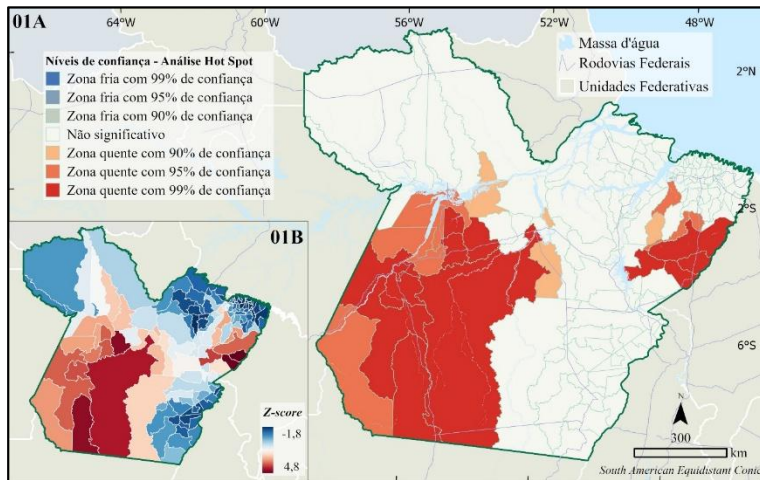 01A
64°W
60°W
56°W
52°W
48°W
Níveis de confiança - Análise Hot Spot
Zona fria com 99% de confiança
Zona fria com 95% de confiança
Zona fria com 90% de confiança
Não significativo
Zona quente com 90% de confiança
Zona quente com 95% de confiança
Zona quente com 99% de confiança
Massa d'água
Rodovias Federais
Unidades Federativas
2°N
2°S
6°S
01B
Z-score
-1,8
4,8
N
300
km
South American Equidistant Conic